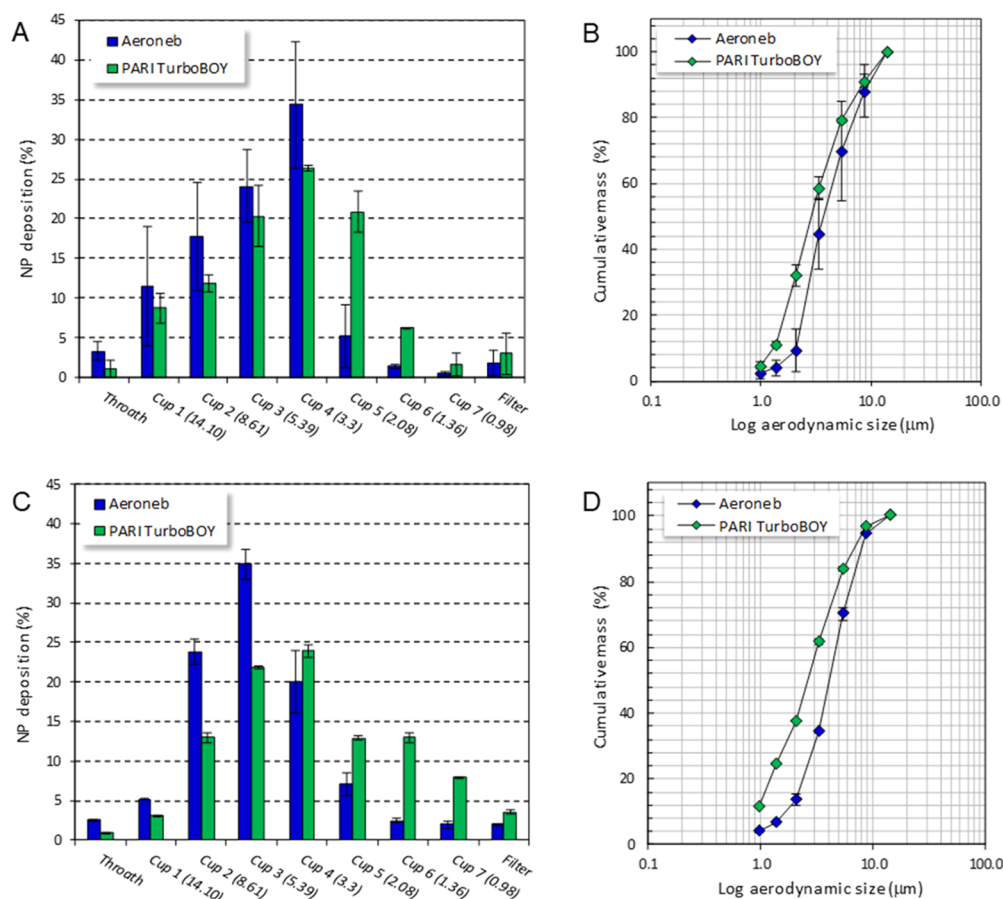 A
45
40
35
30
25
20
15
10
5
0
NP deposition (%)
Aeroneb
PARI TurboBOY
Throath
Cup 1 (14.10)
Cup 2 (8.61)
Cup 3 (5.39)
Cup 4 (3.3)
Cup 5 (2.08)
Cup 6 (1.36)
Cup 7 (0.98)
Filter
B
100
80
60
40
20
0
Cumulative mass (%)
Aeroneb
PARI TurboBOY
0.1
1.0
10.0
100.0
Log aerodynamic size (μm)
C
45
40
35
30
25
20
15
10
5
0
NP deposition (%)
Aeroneb
PARI TurboBOY
Throath
Cup 1 (14.10)
Cup 2 (8.61)
Cup 3 (5.39)
Cup 4 (3.3)
Cup 5 (2.08)
Cup 6 (1.36)
Cup 7 (0.98)
Filter
D
100
80
60
40
20
0
Cumulative mass (%)
Aeroneb
PARI TurboBOY
0.1
1.0
10.0
100.0
Log aerodynamic size (μm)